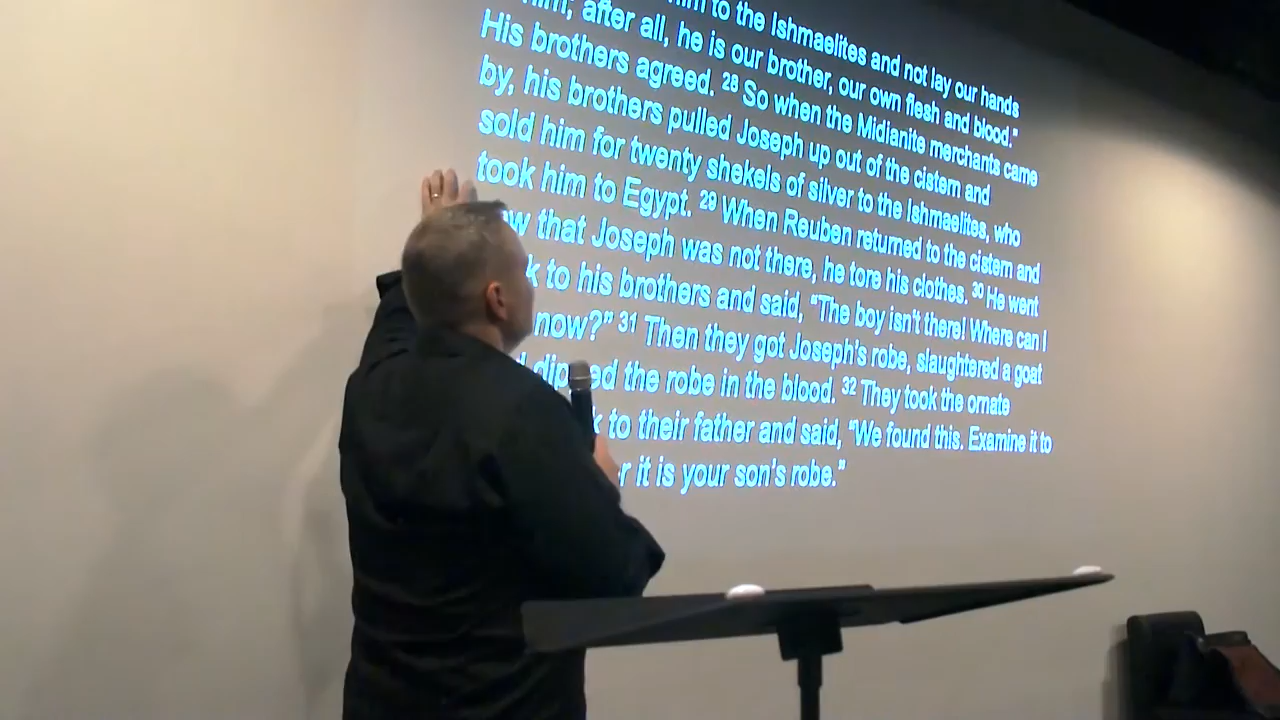 him to the Ishmaelites and not lay our hands
him; after all, he is our brother, our own flesh and blood."
His brothers agreed. 28 So when the Midianite merchants came
by, his brothers pulled Joseph up out of the cistern and
sold him for twenty shekels of silver to the Ishmaelites, who
took him to Egypt. 29 When Reuben returned to the cistern and
that Joseph was not there, he tore his clothes. 30 He went
to his brothers and said, "The boy isn't there! Where can I
now?" 31 Then they got Joseph's robe, slaughtered a goat
the robe in the blood. 32 They took the ornate
to their father and said, "We found this. Examine it to
it is your son's robe."